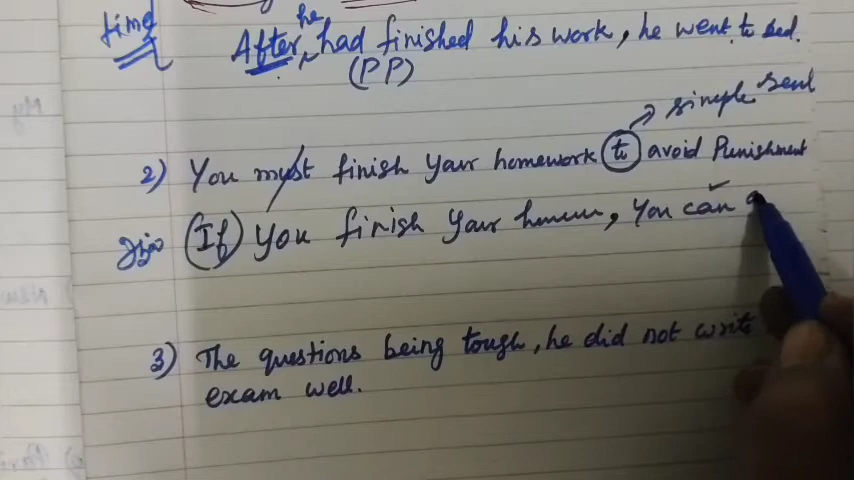 time
he
After, had finished his work, he went to bed.
(PP)
simple
2) You must finish your homework to avoid Punishment
(If) You finish your, You can
3) The questions being tough, he did not write
exam well.